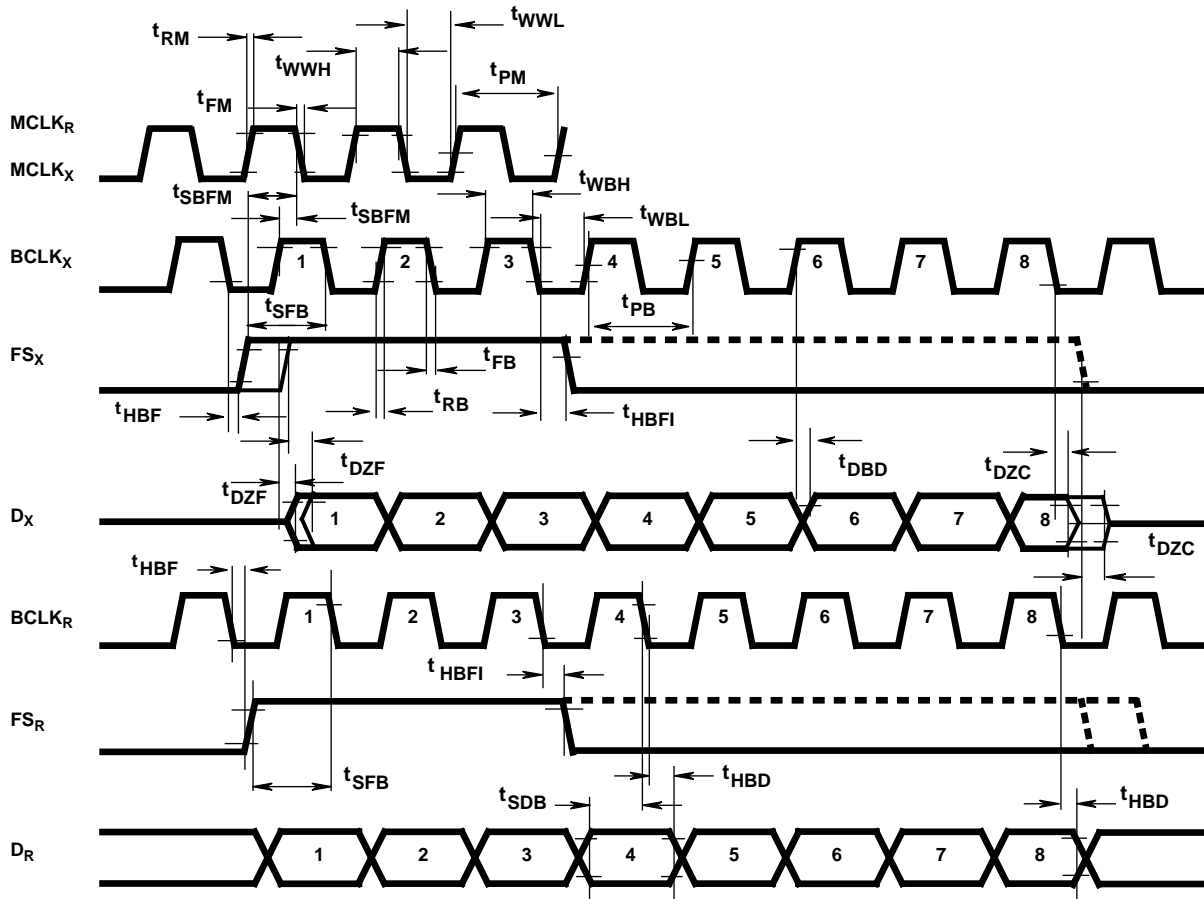 tWWL
tRM
tWWH
tPM
tFM
MCLKR
MCLKX
tSBFM
tWBH
tSBFM
tWBL
BCLKX 1 2 3 4 5 6 7 8
tSFB
tPB
FSX
tFB
tHBF
tRB
tHBFI
tDZF
tDBD
tDZC
tDZF
DX 1 2 3 4 5 6 7 8
tDZC
tHBF
BCLKR 1 2 3 4 5 6 7 8
tHBFI
FSR
tSFB
tHBD
tSDB
tHBD
DR 1 2 3 4 5 6 7 8